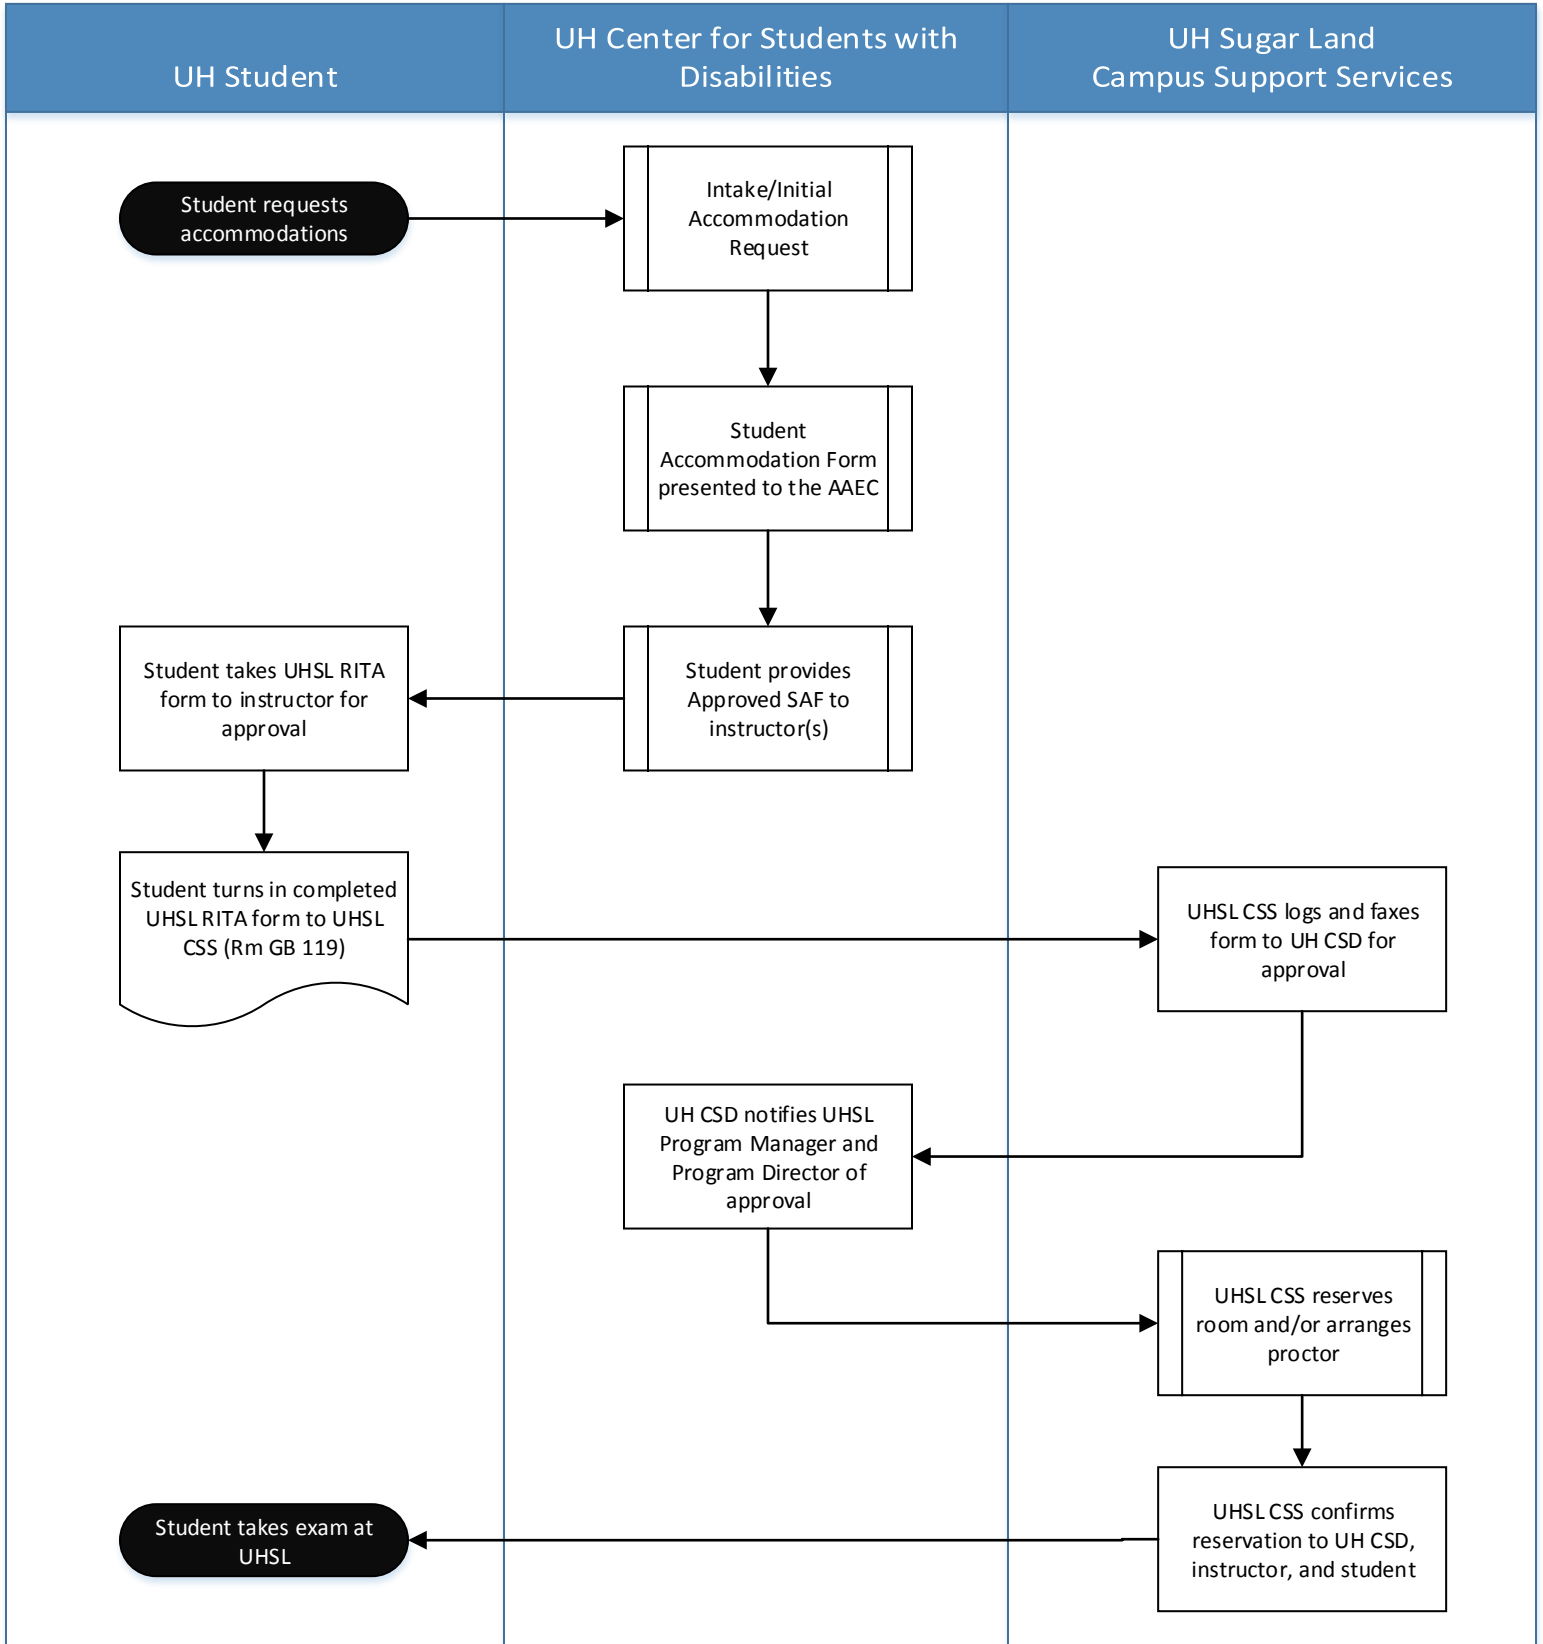 UH Student
UH Center for Students with
Disabilities
UH Sugar Land
Campus Support Services
Student requests
accommodations
Intake/Initial
Accommodation
Request
Student
Accommodation Form
presented to the AAEC
Student provides
Approved SAF to
instructor(s)
Student takes UHSL RITA
form to instructor for
approval
Student turns in completed
UHSL RITA form to UHSL
CSS (Rm GB 119)
UHSL CSS logs and faxes
form to UH CSD for
approval
UH CSD notifies UHSL
Program Manager and
Program Director of
approval
UHSL CSS reserves
room and/or arranges
proctor
UHSL CSS confirms
reservation to UH CSD,
instructor, and student
Student takes exam at
UHSL